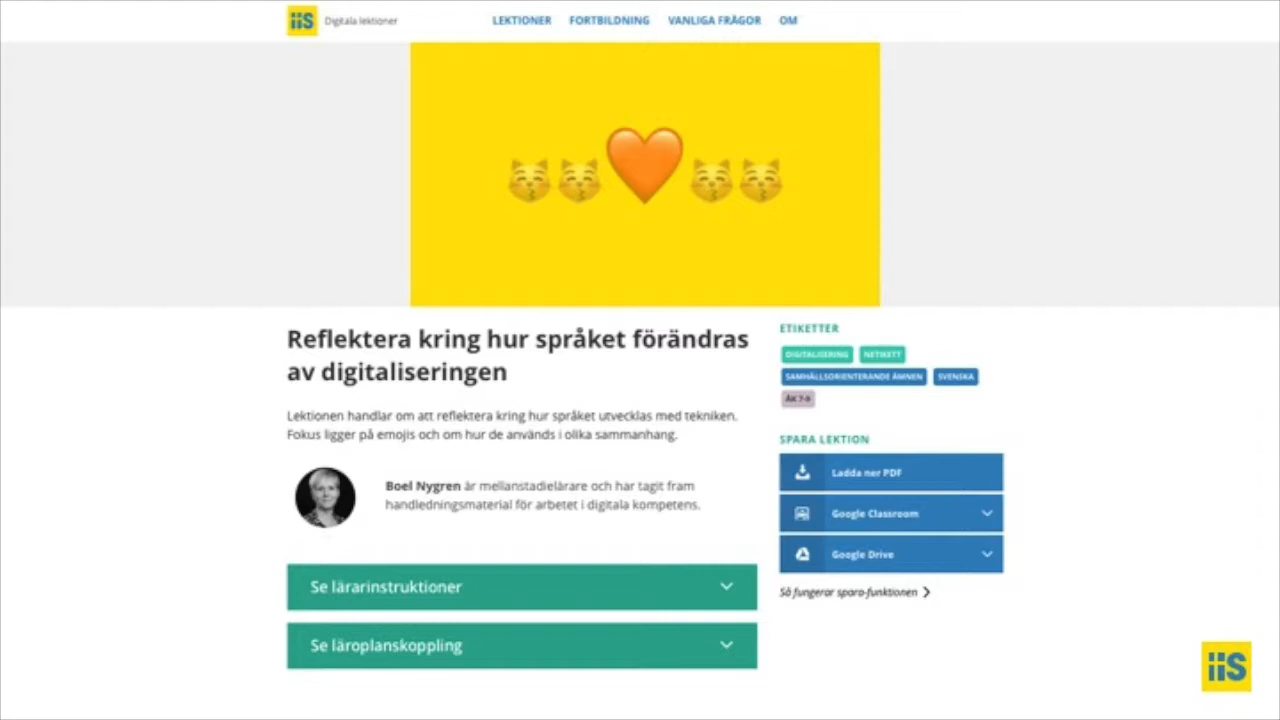 iiS Digitala lektioner LEKTIONER FORTBILDNING VANLIGA FRÅGOR OM
Reflektera kring hur språket förändras
av digitaliseringen
Lektionen handlar om att reflektera kring hur språket utvecklas med tekniken.
Fokus ligger på emojis och om hur de används i olika sammanhang.
Boel Nygren är mellanstadielärare och har tagit fram
handledningsmaterial för arbetet i digitala kompetens.
Se lärarinstruktioner
Se läroplanskoppling
ETIKETTER
DIGITALISERING NETIKETT
SAMHÄLLSORIENTERANDE ÄMNEN SVENSKA
ÅK 7-9
SPARA LEKTION
Ladda ner PDF
Google Classroom
Google Drive
Så fungerar spara-funktionen
iiS